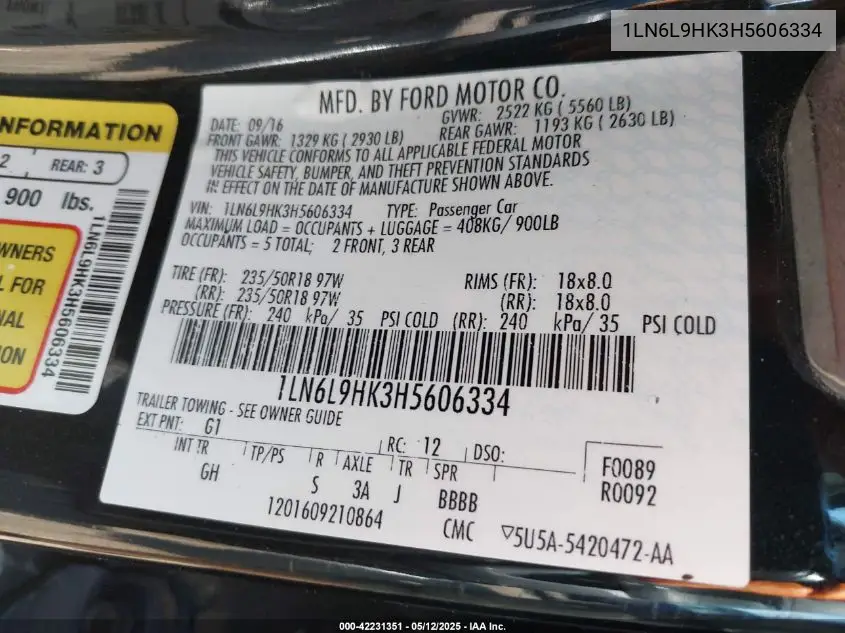 1LN6L9HK3H5606334
NFORMATION
2 REAR: 3
900 lbs.
WNERS
L FOR
NAL
ION
1LN6L9HK3H5606334
MFD. BY FORD MOTOR CO.
DATE: 09/16 GVWR: 2522 KG ( 5560 LB)
FRONT GAWR: 1329 KG ( 2930 LB) REAR GAWR: 1193 KG ( 2630 LB)
THIS VEHICLE CONFORMS TO ALL APPLICABLE FEDERAL MOTOR
VEHICLE SAFETY, BUMPER, AND THEFT PREVENTION STANDARDS
IN EFFECT ON THE DATE OF MANUFACTURE SHOWN ABOVE.
VIN: 1LN6L9HK3H5606334 TYPE: Passenger Car
MAXIMUM LOAD = OCCUPANTS + LUGGAGE = 408KG/ 900LB
OCCUPANTS = 5 TOTAL; 2 FRONT, 3 REAR
TIRE (FR): 235/50R18 97W RIMS (FR): 18x8.0
(RR): 235/50R18 97W (RR): 18x8.0
PRESSURE (FR): 240 kPa/ 35 PSI COLD (RR): 240 kPa/ 35 PSI COLD
1LN6L9HK3H5606334
TRAILER TOWING - SEE OWNER GUIDE
EXT PNT: G1 RC: 12 DSO: F0089
INT TR TP/PS R AXLE TR SPR R0092
GH S 3A J BBBB
1201609210864 CMC ▽5U5A-5420472-AA
000-42231351 - 05/12/2025 - IAA Inc.